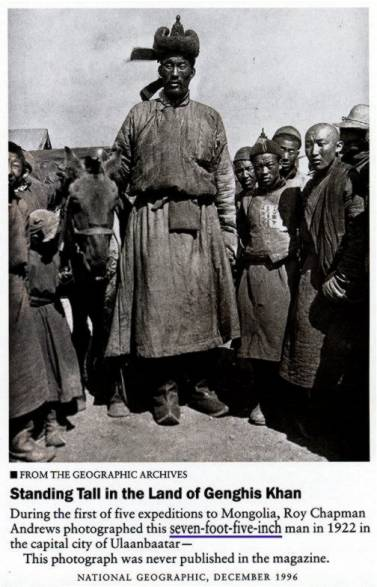 ■ FROM THE GEOGRAPHIC ARCHIVES
Standing Tall in the Land of Genghis Khan
During the first of five expeditions to Mongolia, Roy Chapman
Andrews photographed this seven-foot-five-inch man in 1922 in
the capital city of Ulaanbaatar—
This photograph was never published in the magazine.
NATIONAL GEOGRAPHIC, DECEMBER 1996